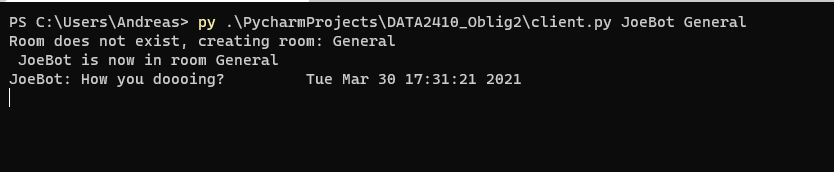 PS C:\Users\Andreas> py .\PycharmProjects\DATA2410_Oblig2\client.py JoeBot General
Room does not exist, creating room: General
 JoeBot is now in room General
JoeBot: How you doooing?         Tue Mar 30 17:31:21 2021